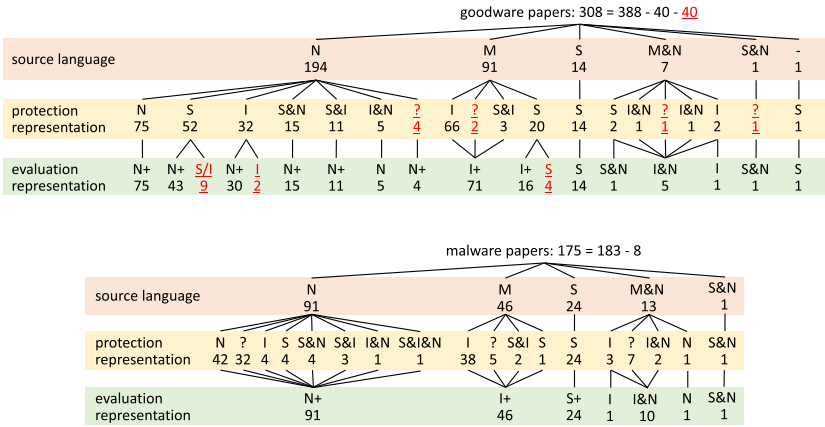 goodware papers: 308 = 388 - 40 - 40
source language N M S M&N S&N -
194 91 14 7 1 1
protection N S I S&N S&I I&N ? I ? S&I S S S I&N ? I&N I ? S
representation 75 52 32 15 11 5 4 66 2 3 20 14 2 1 1 1 2 1 1
evaluation N+ N+ S/I N+ I N+ N+ N N+ I+ I+ S S S&N I&N I S&N S
representation 75 43 9 30 2 15 11 5 4 71 16 4 14 1 5 1 1 1
malware papers: 175 = 183 - 8
source language N M S M&N S&N
91 46 24 13 1
protection N ? I S S&N S&I I&N S&I&N I ? S&I S S I ? I&N N S&N
representation 42 32 4 4 4 3 1 1 38 5 2 1 24 3 7 2 1 1
evaluation N+ I+ S+ I I&N N S&N
representation 91 46 24 1 10 1 1